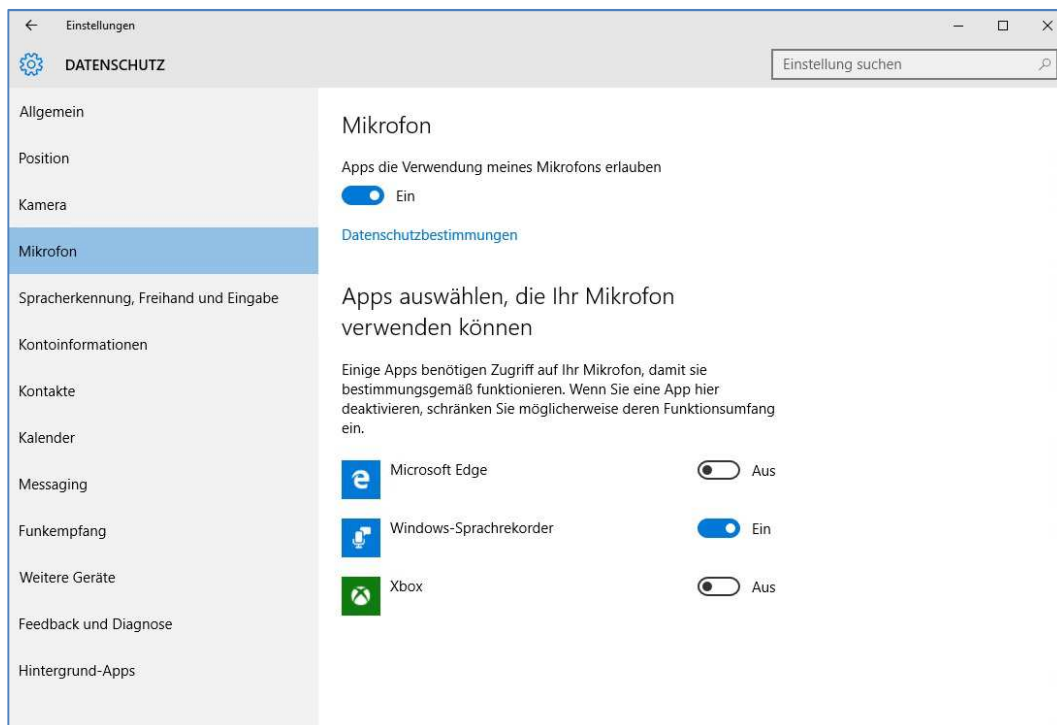 Einstellungen
DATENSCHUTZ
Einstellung suchen
Allgemein
Position
Kamera
Mikrofon
Spracherkennung, Freihand und Eingabe
Kontoinformationen
Kontakte
Kalender
Messaging
Funkempfang
Weitere Geräte
Feedback und Diagnose
Hintergrund-Apps
Mikrofon
Apps die Verwendung meines Mikrofons erlauben
Ein
Datenschutzbestimmungen
Apps auswählen, die Ihr Mikrofon
verwenden können
Einige Apps benötigen Zugriff auf Ihr Mikrofon, damit sie
bestimmungsgemäß funktionieren. Wenn Sie eine App hier
deaktivieren, schränken Sie möglicherweise deren Funktionsumfang
ein.
Microsoft Edge Aus
Windows-Sprachrekorder Ein
Xbox Aus